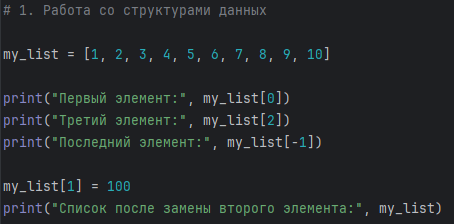 # 1. Работа со структурами данных
my_list = [1, 2, 3, 4, 5, 6, 7, 8, 9, 10]
print("Первый элемент:", my_list[0])
print("Третий элемент:", my_list[2])
print("Последний элемент:", my_list[-1])
my_list[1] = 100
print("Список после замены второго элемента:", my_list)